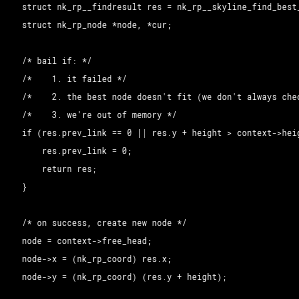 struct nk_rp__findresult res = nk_rp__skyline_find_best_
struct nk_rp_node *node, *cur;
/* bail if: */
/*    1. it failed */
/*    2. the best node doesn't fit (we don't always chec
/*    3. we're out of memory */
if (res.prev_link == 0 || res.y + height > context->heig
res.prev_link = 0;
return res;
}
/* on success, create new node */
node = context->free_head;
node->x = (nk_rp_coord) res.x;
node->y = (nk_rp_coord) (res.y + height);